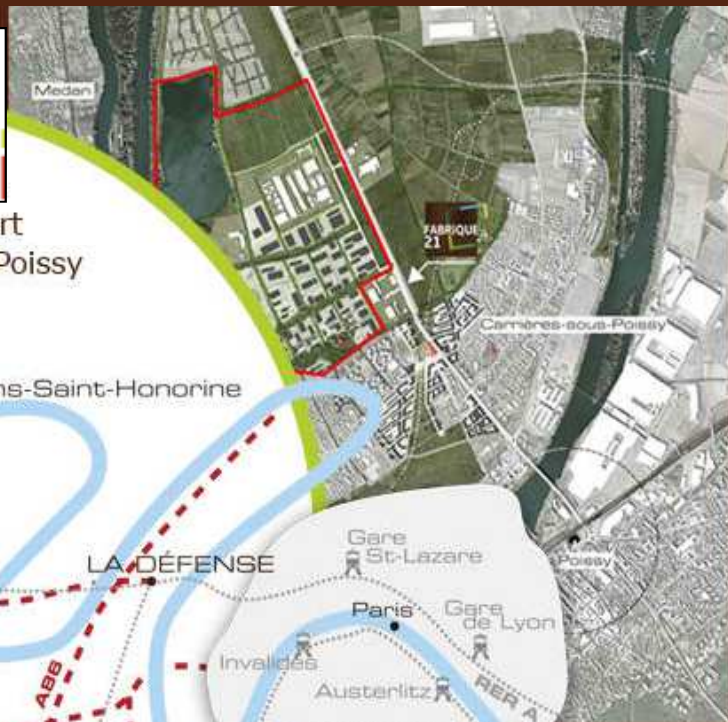 Medan
rt
Poissy
FABRIQUE
21
Carrières-sous-Poissy
ns-Saint-Honorine
LA DÉFENSE
Gare
St-Lazare
Poissy
Paris
Gare
de Lyon
Invalides
Austerlitz
RER A
A86